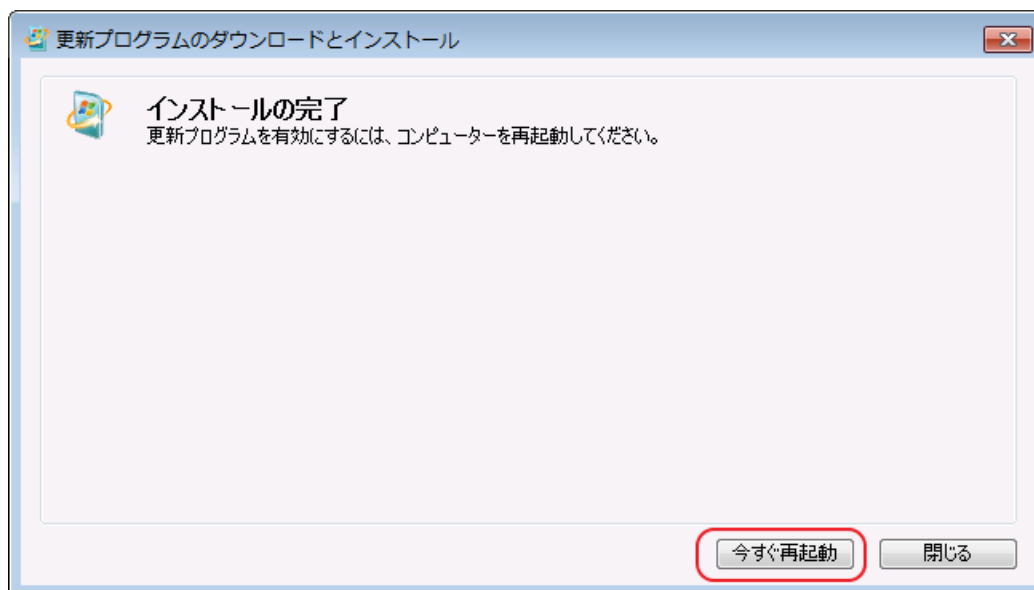 更新プログラムのダウンロードとインストール
インストールの完了
更新プログラムを有効にするには、コンピューターを再起動してください。
今すぐ再起動
閉じる